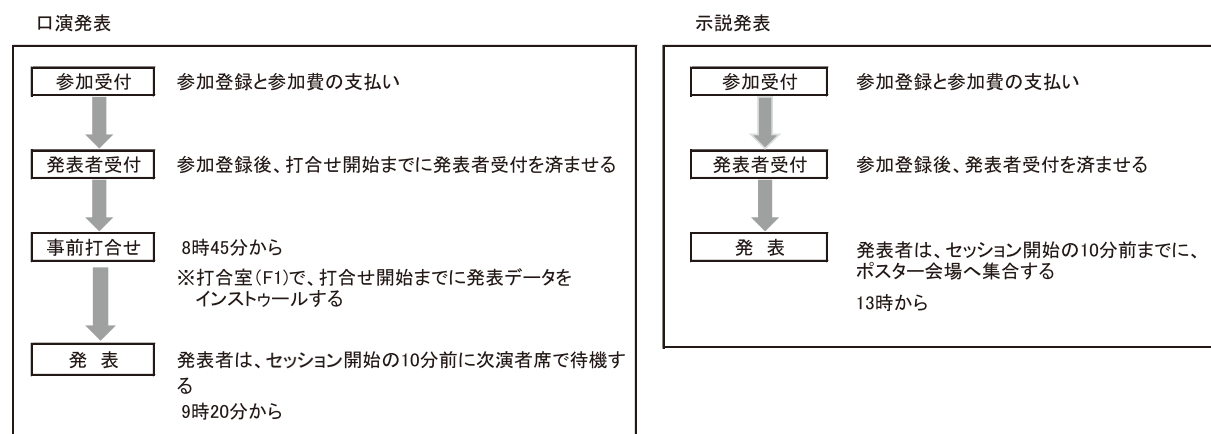 口演発表
参加受付
参加登録と参加費の支払い
発表者受付
参加登録後、打合せ開始までに発表者受付を済ませる
事前打合せ
8時45分から
※打合室(F1)で、打合せ開始までに発表データを
インストゥールする
発 表
発表者は、セッション開始の10分前に次演者席で待機す
る
9時20分から
示説発表
参加受付
参加登録と参加費の支払い
発表者受付
参加登録後、発表者受付を済ませる
発 表
発表者は、セッション開始の10分前までに、
ポスター会場へ集合する
13時から